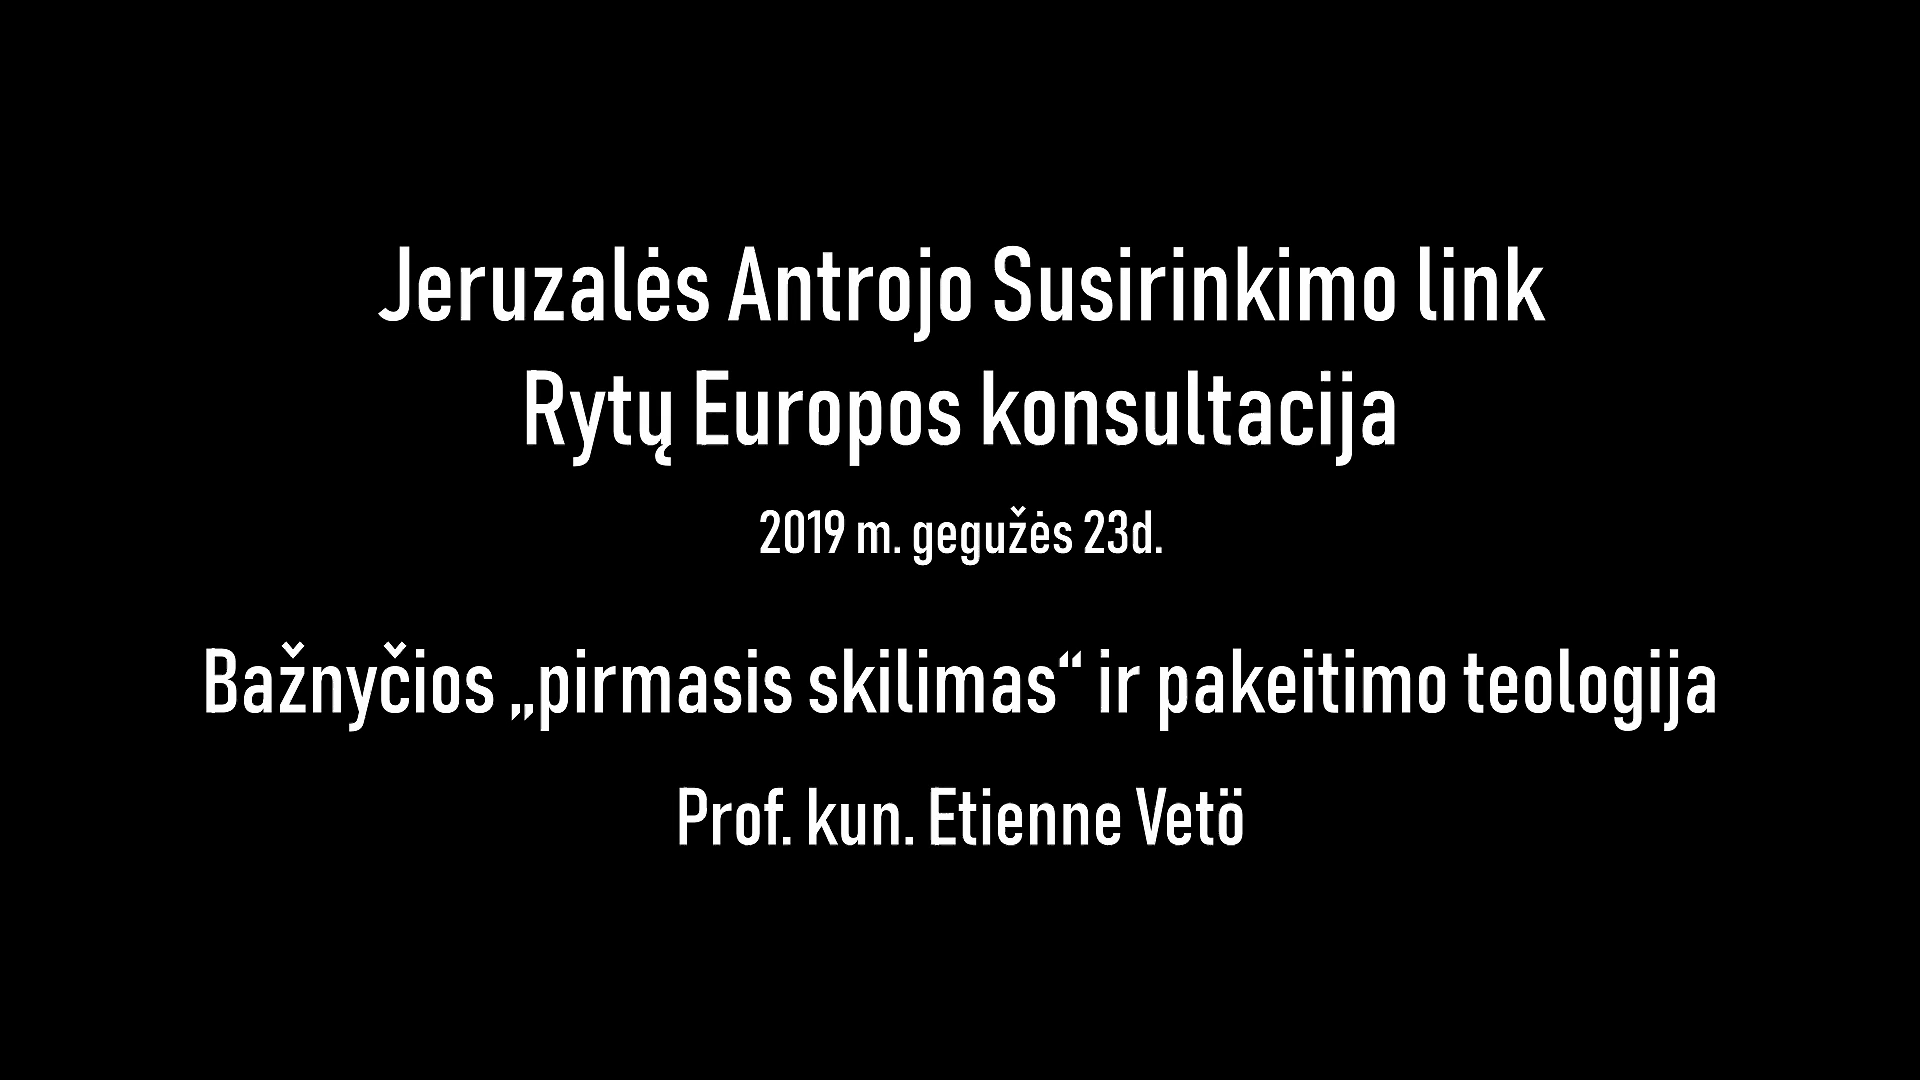 Jeruzalės Antrojo Susirinkimo link
Rytų Europos konsultacija
2019 m. gegužės 23d.
Bažnyčios „pirmasis skilimas“ ir pakeitimo teologija
Prof. kun. Etienne Vetö